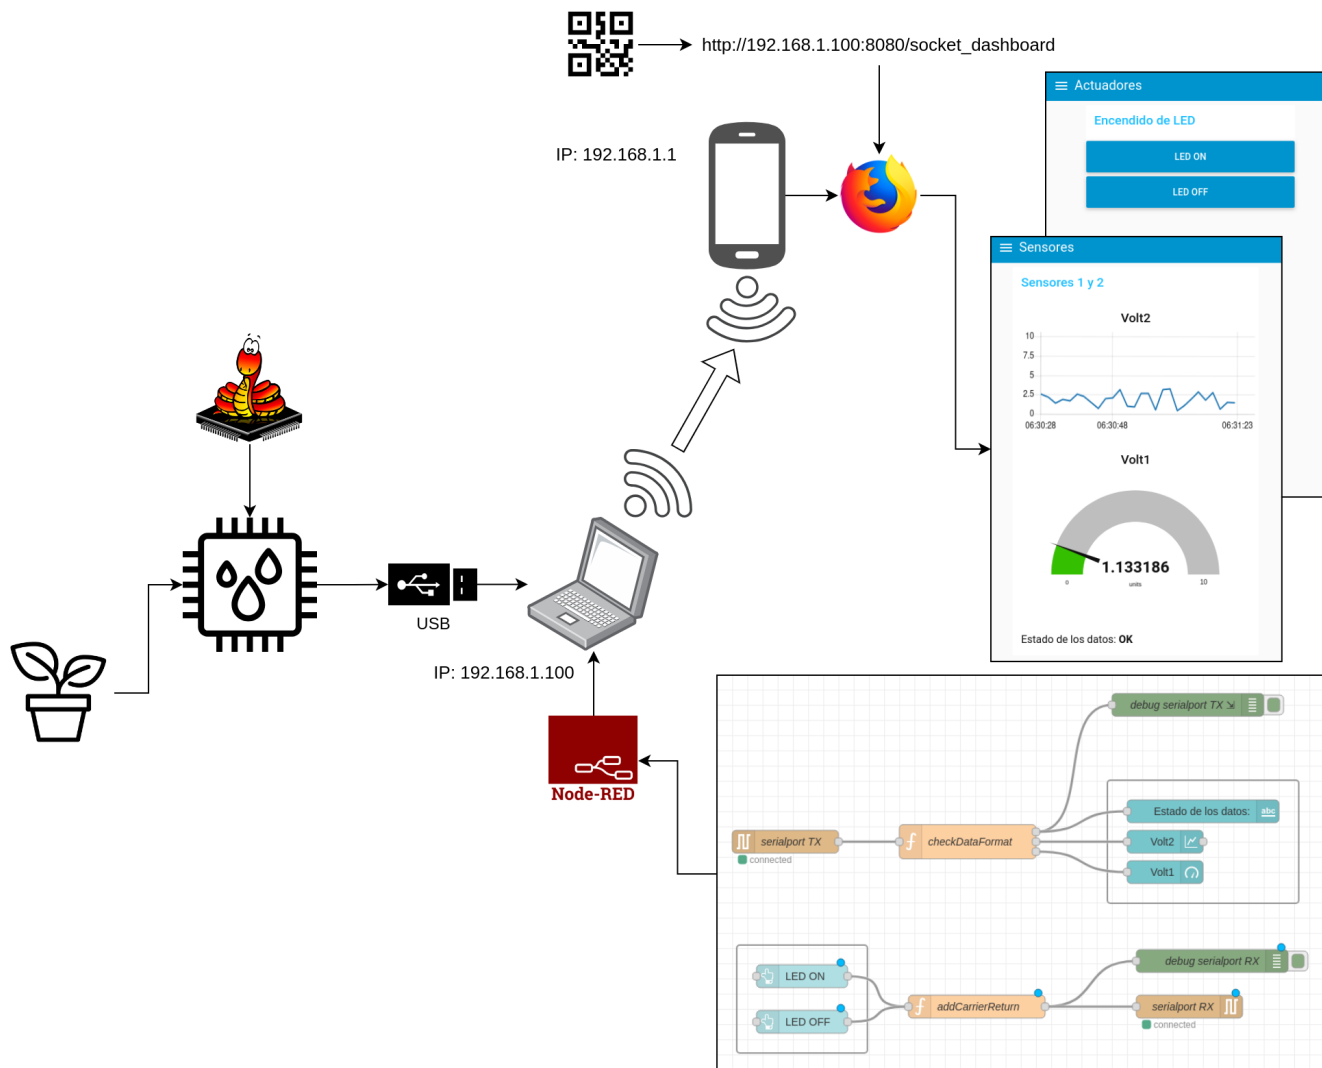 http://192.168.1.100:8080/socket_dashboard
Actuadores
Encendido de LED
LED ON
LED OFF
IP: 192.168.1.1
Sensores
Sensores 1 y 2
Volt2
10
7.5
5
2.5
0
06:30:28
06:30:48
06:31:23
Volt1
1.133186
0
units
10
Estado de los datos: OK
USB
IP: 192.168.1.100
Node-RED
debug serialport TX
Estado de los datos:
abc
serialport TX
connected
checkDataFormat
Volt2
Volt1
LED ON
LED OFF
addCarrierReturn
debug serialport RX
serialport RX
connected